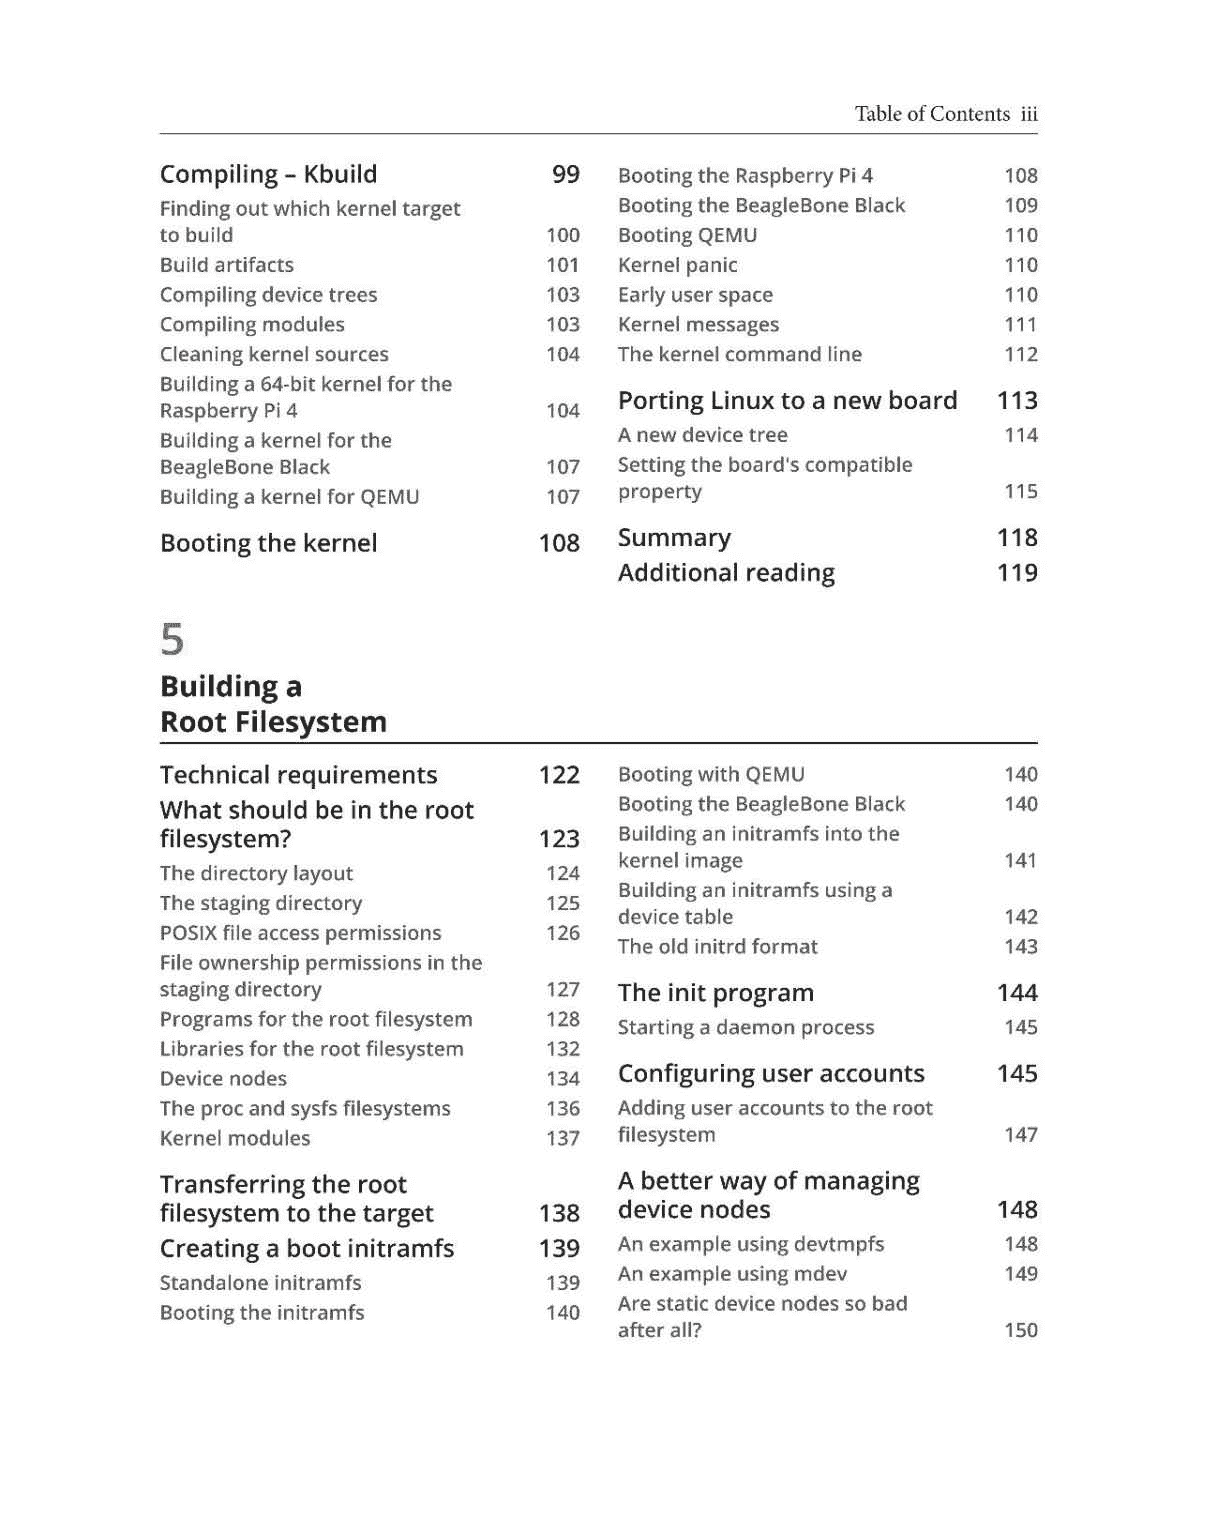 Table of Contents iii
Compiling – Kbuild 99
Finding out which kernel target
to build 100
Build artifacts 101
Compiling device trees 103
Compiling modules 103
Cleaning kernel sources 104
Building a 64-bit kernel for the
Raspberry Pi 4 104
Building a kernel for the
BeagleBone Black 107
Building a kernel for QEMU 107
Booting the kernel 108
Booting the Raspberry Pi 4 108
Booting the BeagleBone Black 109
Booting QEMU 110
Kernel panic 110
Early user space 110
Kernel messages 111
The kernel command line 112
Porting Linux to a new board 113
A new device tree 114
Setting the board's compatible
property 115
Summary 118
Additional reading 119
5
Building a
Root Filesystem
Technical requirements 122
What should be in the root
filesystem? 123
The directory layout 124
The staging directory 125
POSIX file access permissions 126
File ownership permissions in the
staging directory 127
Programs for the root filesystem 128
Libraries for the root filesystem 132
Device nodes 134
The proc and sysfs filesystems 136
Kernel modules 137
Transferring the root
filesystem to the target 138
Creating a boot initramfs 139
Standalone initramfs 139
Booting the initramfs 140
Booting with QEMU 140
Booting the BeagleBone Black 140
Building an initramfs into the
kernel image 141
Building an initramfs using a
device table 142
The old initrd format 143
The init program 144
Starting a daemon process 145
Configuring user accounts 145
Adding user accounts to the root
filesystem 147
A better way of managing
device nodes 148
An example using devtmpfs 148
An example using mdev 149
Are static device nodes so bad
after all? 150